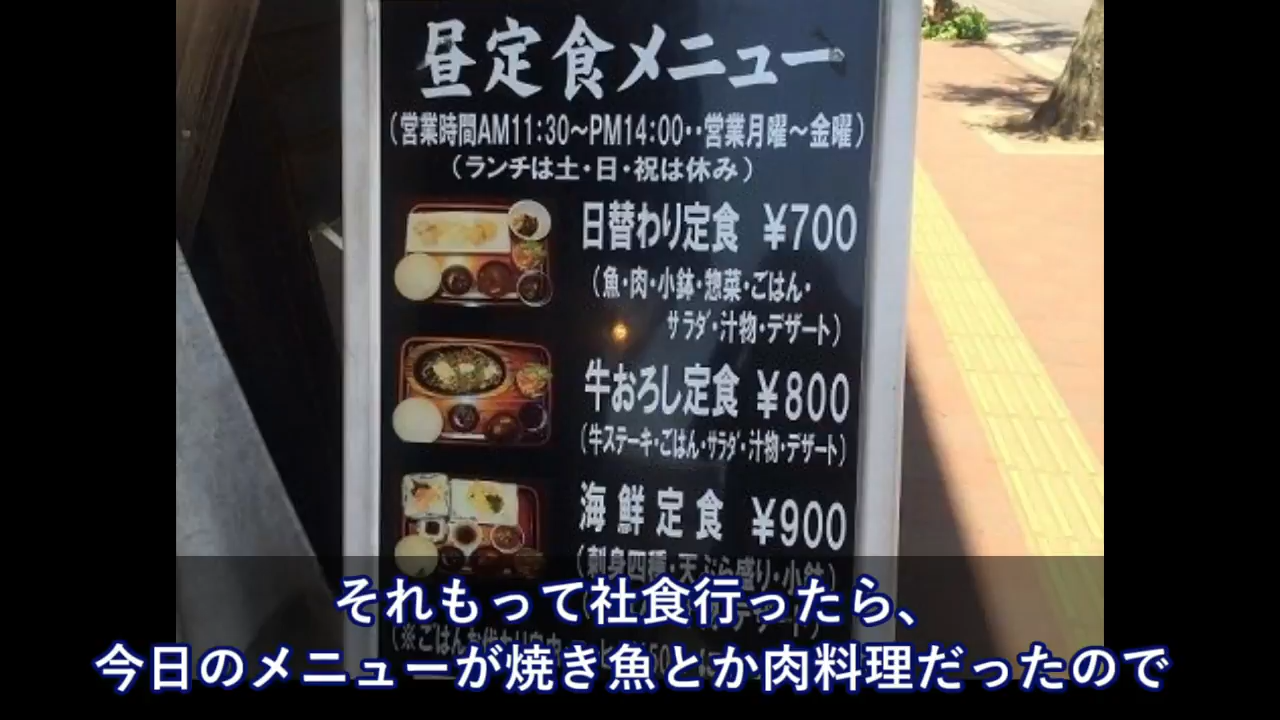 昼定食メニュー
（営業時間AM11:30～PM14:00‥営業月曜～金曜）
（ランチは土・日・祝は休み）
日替わり定食 ¥700
（魚・肉・小鉢・惣菜・ごはん・
サラダ・汁物・デザート）
牛おろし定食 ¥800
（牛ステーキ・ごはん・サラダ・汁物・デザート）
海鮮定食 ¥900
（刺身四種・天ぷら盛り・小鉢）
それもって社食行ったら、
今日のメニューが焼き魚とか肉料理だったので